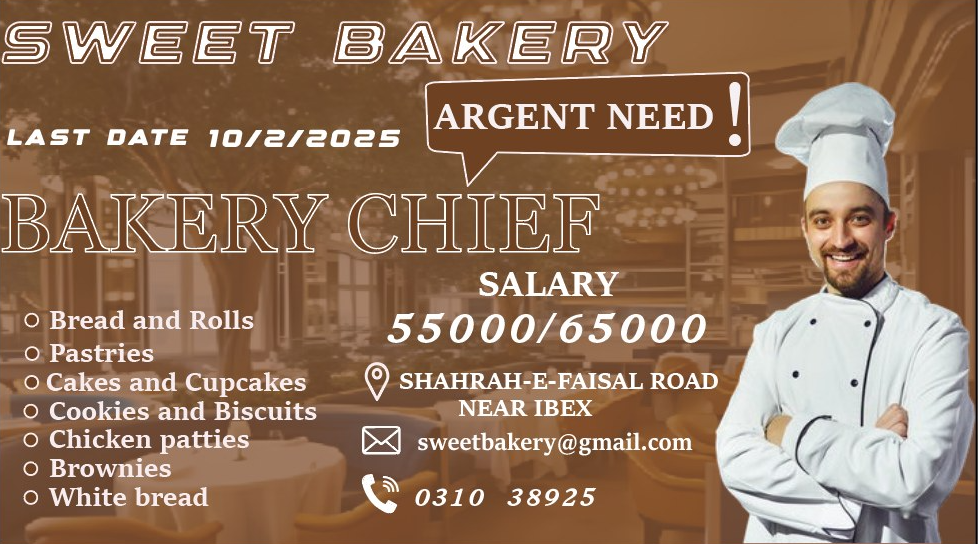 SWEET BAKERY
ARGENT NEED!
LAST DATE 10/2/2025
BAKERY CHIEF
SALARY
55000/65000
○ Bread and Rolls
○ Pastries
○ Cakes and Cupcakes
○ Cookies and Biscuits
○ Chicken patties
○ Brownies
○ White bread
SHAHRAH-E-FAISAL ROAD
NEAR IBEX
sweetbakery@gmail.com
0310 38925